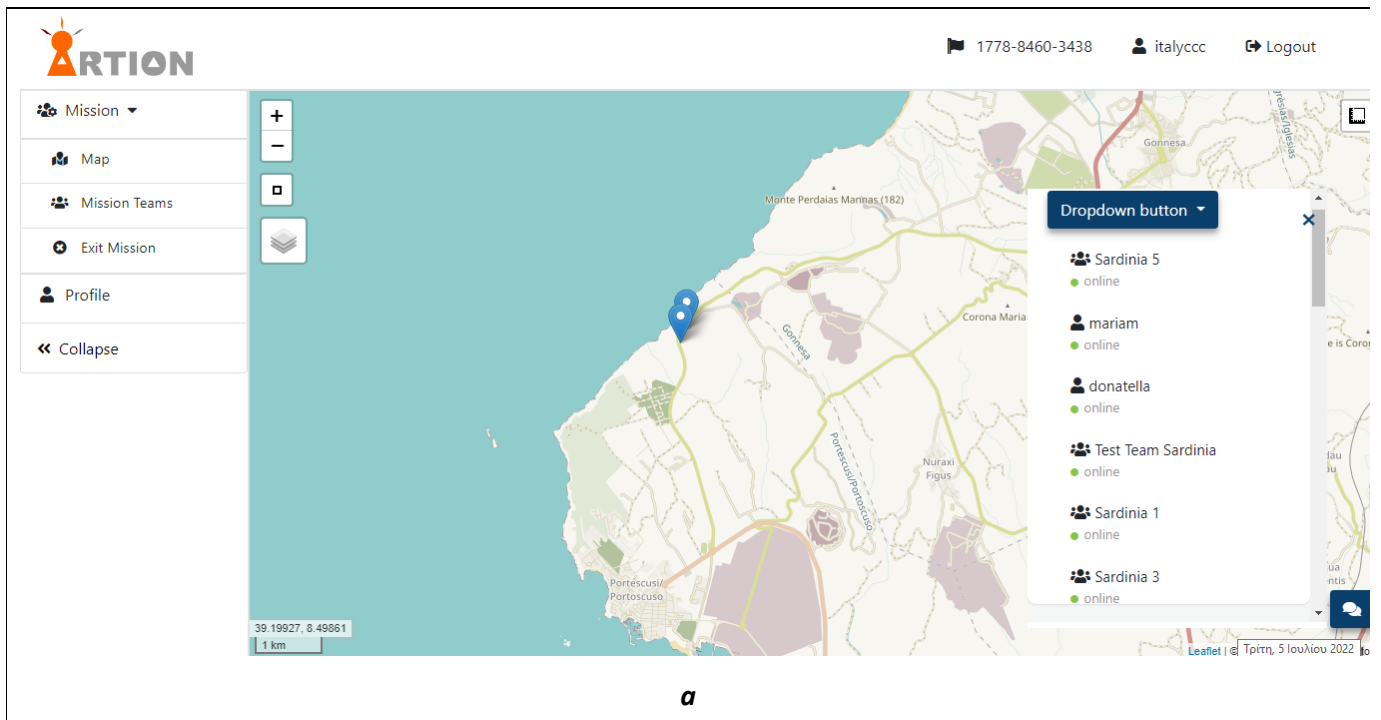 ARTION
1778-8460-3438
italyccc
Logout
Mission
Map
Mission Teams
Exit Mission
Profile
Collapse
+
−
Monte Perdaias Mannas (182)
Gonnesa
Corona Maria
Gonnesa
Portescusi/Portoscuso
Nuraxi
Figus
Portescusi/
Portoscuso
39.19927, 8.49861
1 km
Dropdown button
×
Sardinia 5
online
mariam
online
donatella
online
Test Team Sardinia
online
Sardinia 1
online
Sardinia 3
online
Leaflet | ©
Τρίτη, 5 Ιουλίου 2022
a